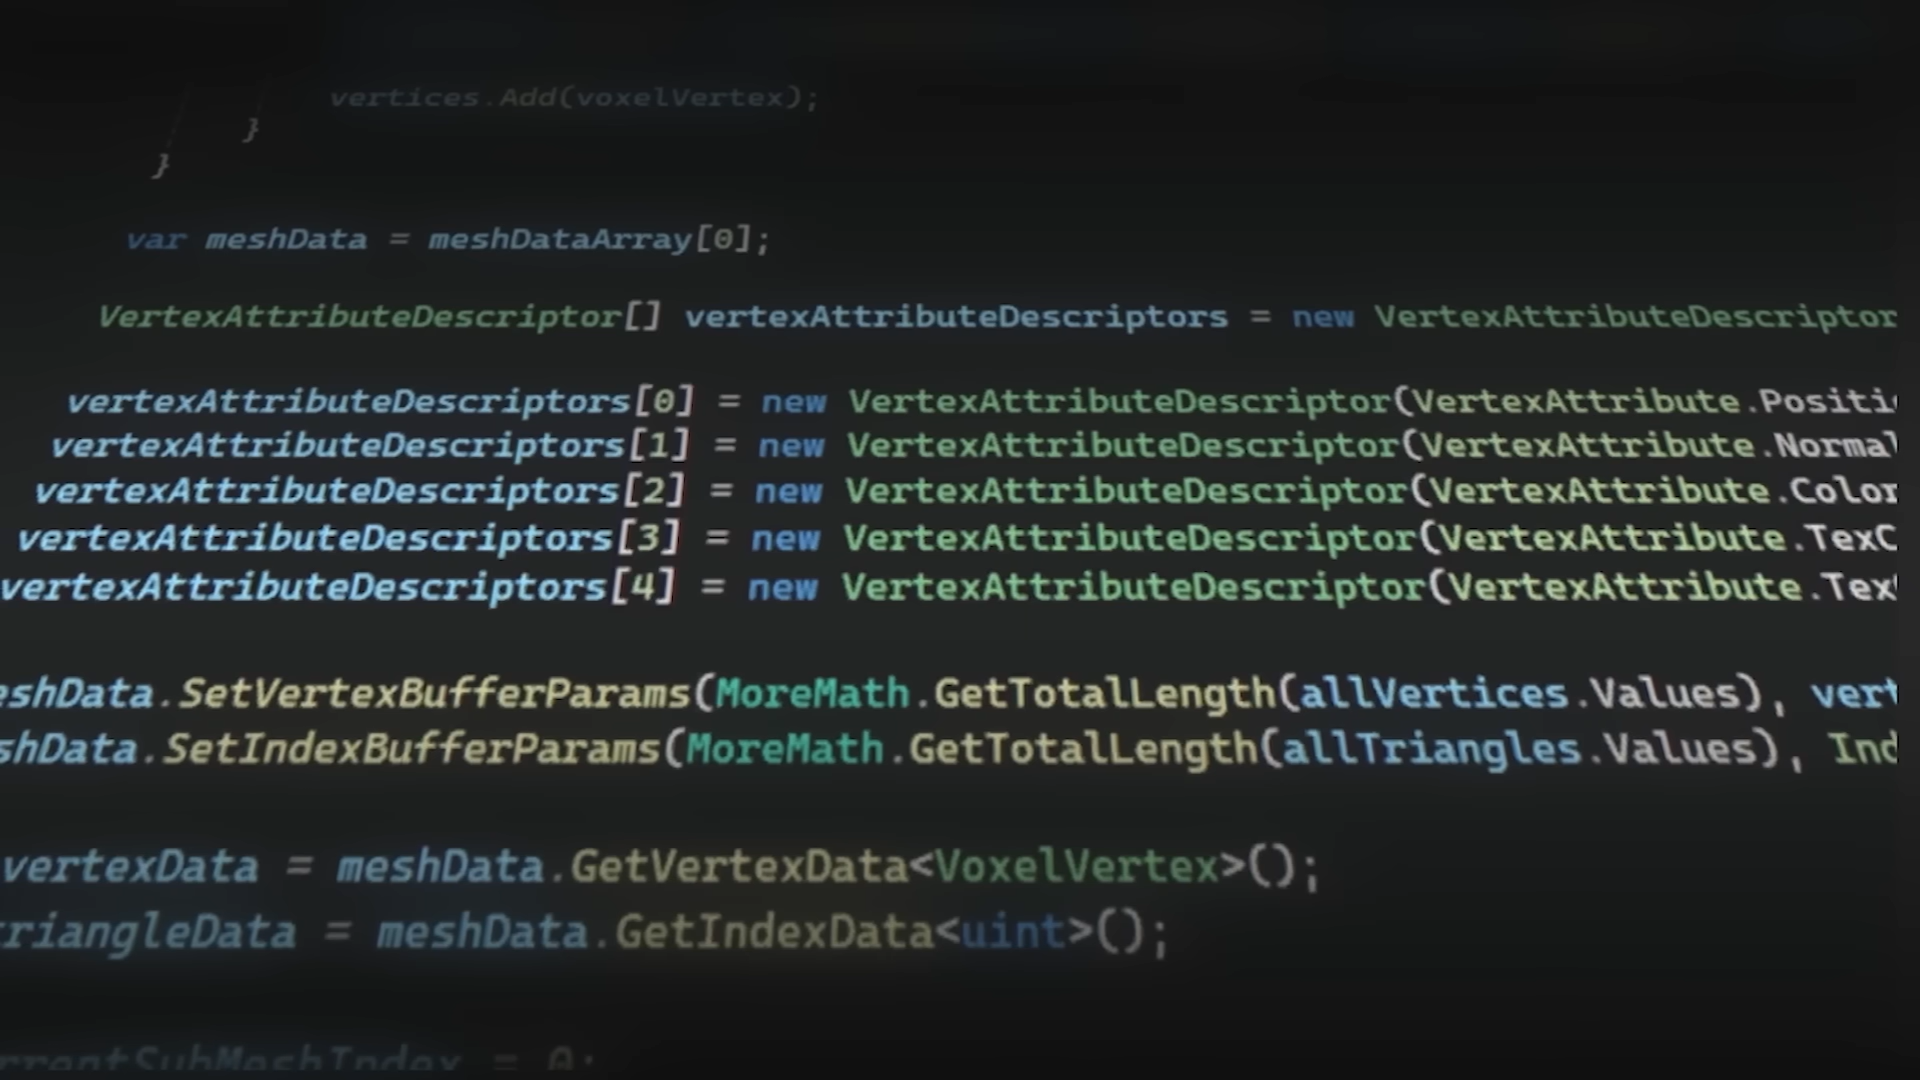 vertices.Add(voxelVertex);
}
}
var meshData = meshDataArray[0];
VertexAttributeDescriptor[] vertexAttributeDescriptors = new VertexAttributeDescriptor
vertexAttributeDescriptors[0] = new VertexAttributeDescriptor(VertexAttribute.Positi
vertexAttributeDescriptors[1] = new VertexAttributeDescriptor(VertexAttribute.Normal
vertexAttributeDescriptors[2] = new VertexAttributeDescriptor(VertexAttribute.Color
vertexAttributeDescriptors[3] = new VertexAttributeDescriptor(VertexAttribute.TexC
vertexAttributeDescriptors[4] = new VertexAttributeDescriptor(VertexAttribute.Tex
eshData.SetVertexBufferParams(MoreMath.GetTotalLength(allVertices.Values), vert
shData.SetIndexBufferParams(MoreMath.GetTotalLength(allTriangles.Values), Ind
vertexData = meshData.GetVertexData<VoxelVertex>();
riangleData = meshData.GetIndexData<uint>();
rrentSubMeshIndex = 0;